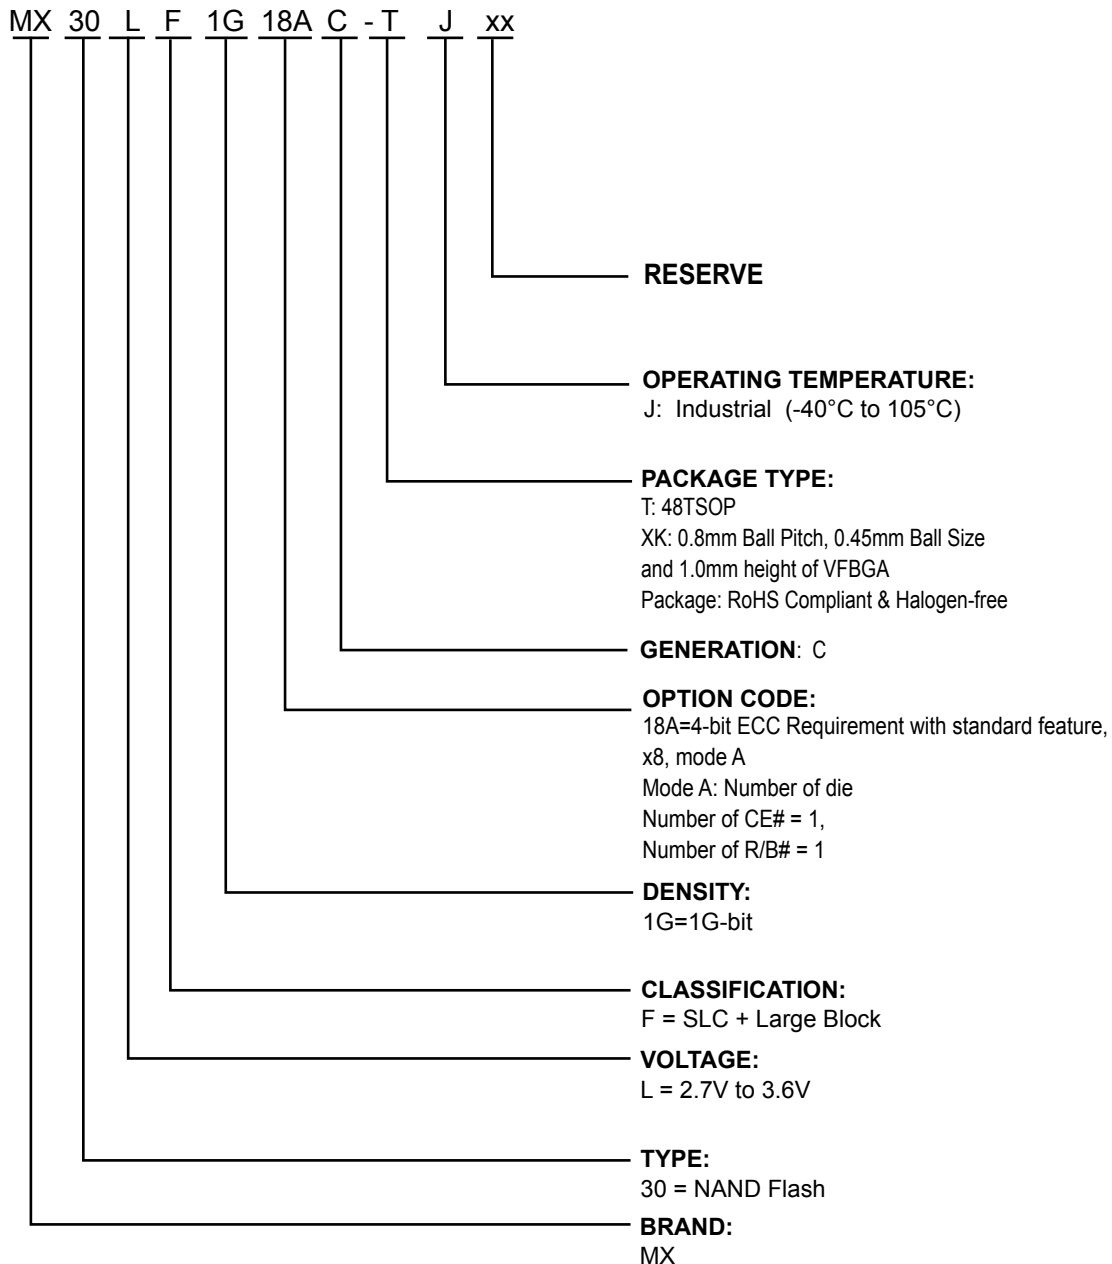 MX 30 L F 1G 18A C - T J xx
RESERVE
OPERATING TEMPERATURE:
J: Industrial (-40°C to 105°C)
PACKAGE TYPE:
T: 48TSOP
XK: 0.8mm Ball Pitch, 0.45mm Ball Size
and 1.0mm height of VFBGA
Package: RoHS Compliant & Halogen-free
GENERATION: C
OPTION CODE:
18A=4-bit ECC Requirement with standard feature,
x8, mode A
Mode A: Number of die
Number of CE# = 1,
Number of R/B# = 1
DENSITY:
1G=1G-bit
CLASSIFICATION:
F = SLC + Large Block
VOLTAGE:
L = 2.7V to 3.6V
TYPE:
30 = NAND Flash
BRAND:
MX